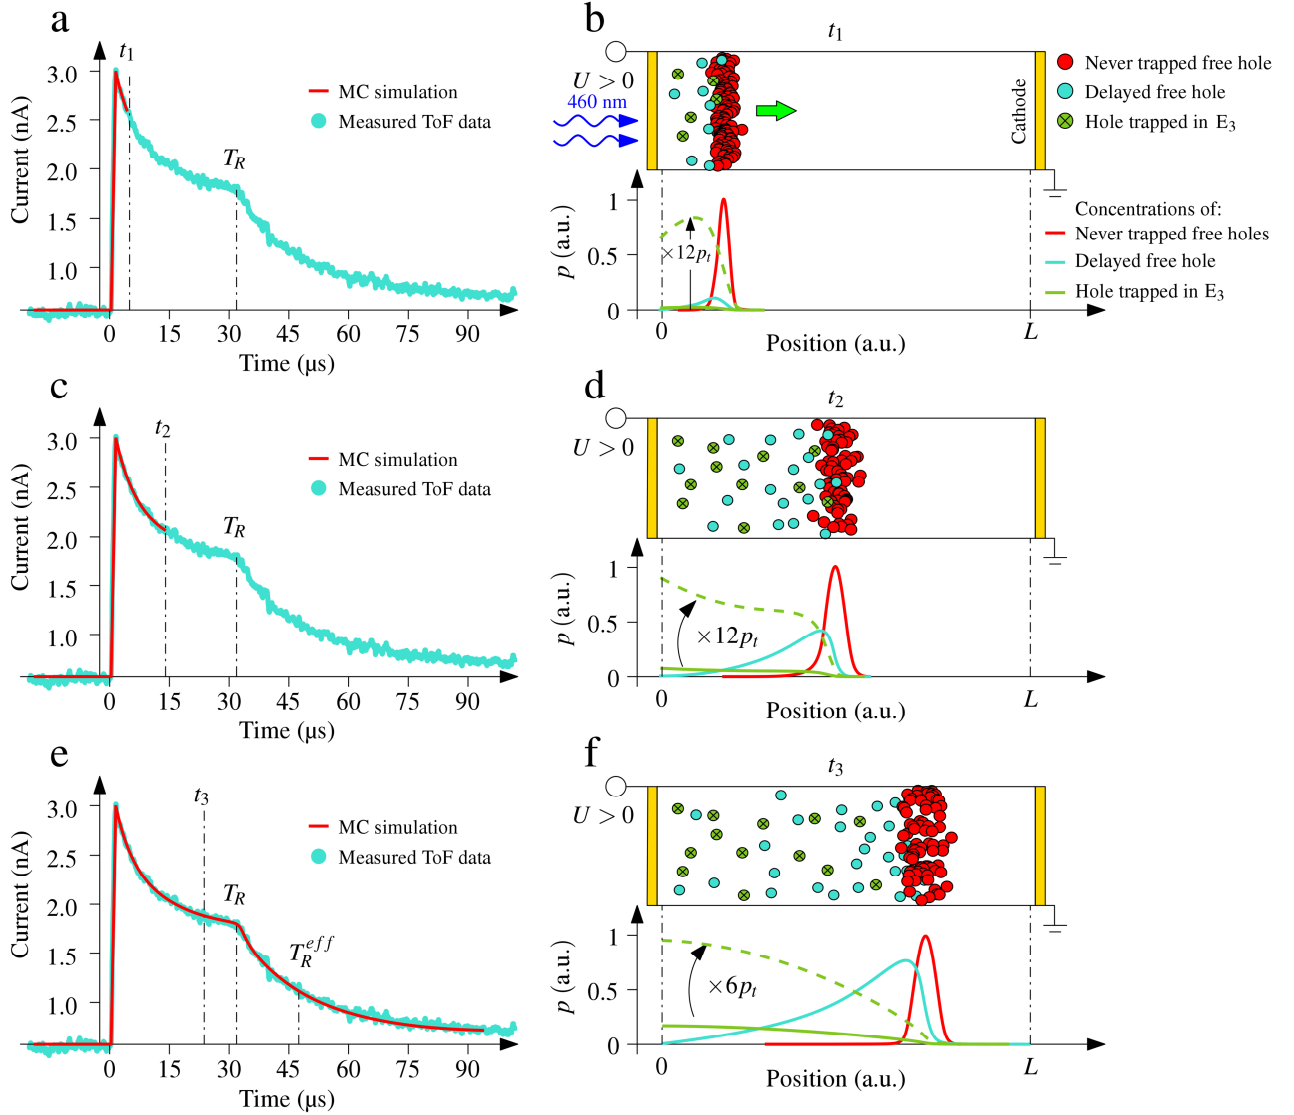 a
t1
3.0
2.5
2.0
1.5
1.0
Current (nA)
TR
MC simulation
Measured ToF data
0 15 30 45 60 75 90
Time (μs)
b
t1
U > 0
460 nm
Cathode
Never trapped free hole
Delayed free hole
Hole trapped in E3
1
0.5
0
p (a.u.)
×12pt
0 L
Position (a.u.)
Concentrations of:
Never trapped free holes
Delayed free hole
Hole trapped in E3
c
t2
3.0
2.5
2.0
1.5
1.0
Current (nA)
TR
MC simulation
Measured ToF data
0 15 30 45 60 75 90
Time (μs)
d
t2
U > 0
1
0.5
0
p (a.u.)
×12pt
0 L
Position (a.u.)
e
t3
3.0
2.5
2.0
1.5
1.0
Current (nA)
TR
TR eff
MC simulation
Measured ToF data
0 15 30 45 60 75 90
Time (μs)
f
t3
U > 0
1
0.5
0
p (a.u.)
×6pt
0 L
Position (a.u.)